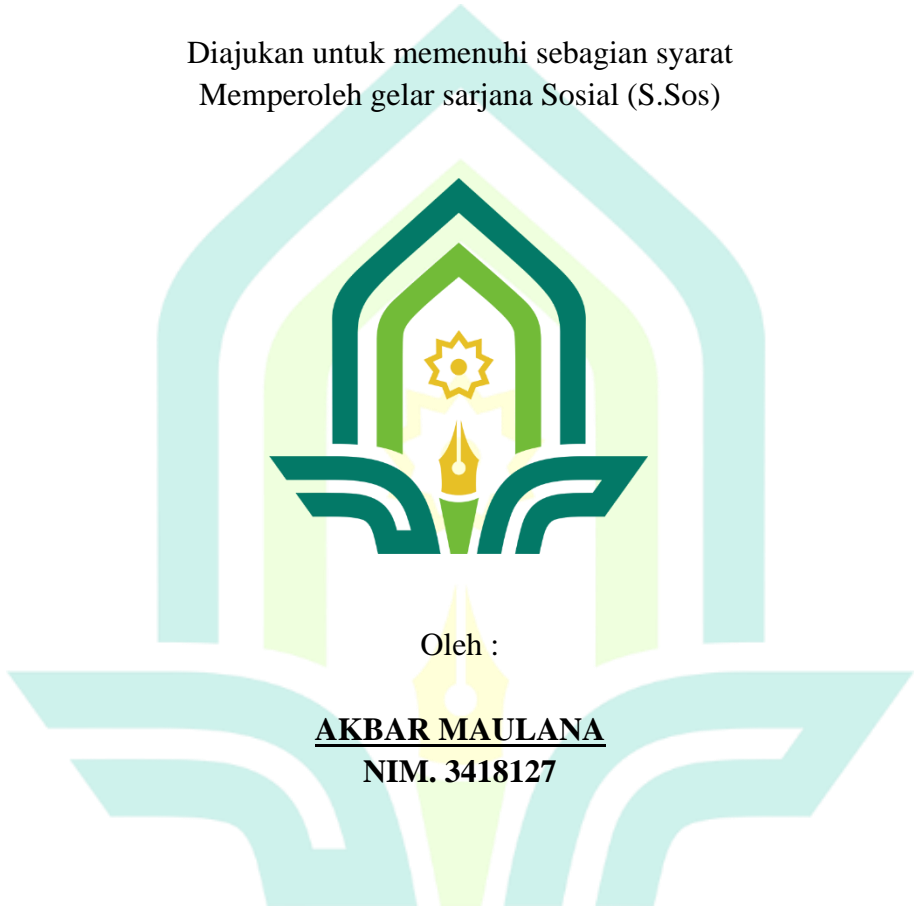 Diajukan untuk memenuhi sebagian syarat
Memperoleh gelar sarjana Sosial (S.Sos)
Oleh :
AKBAR MAULANA
NIM. 3418127